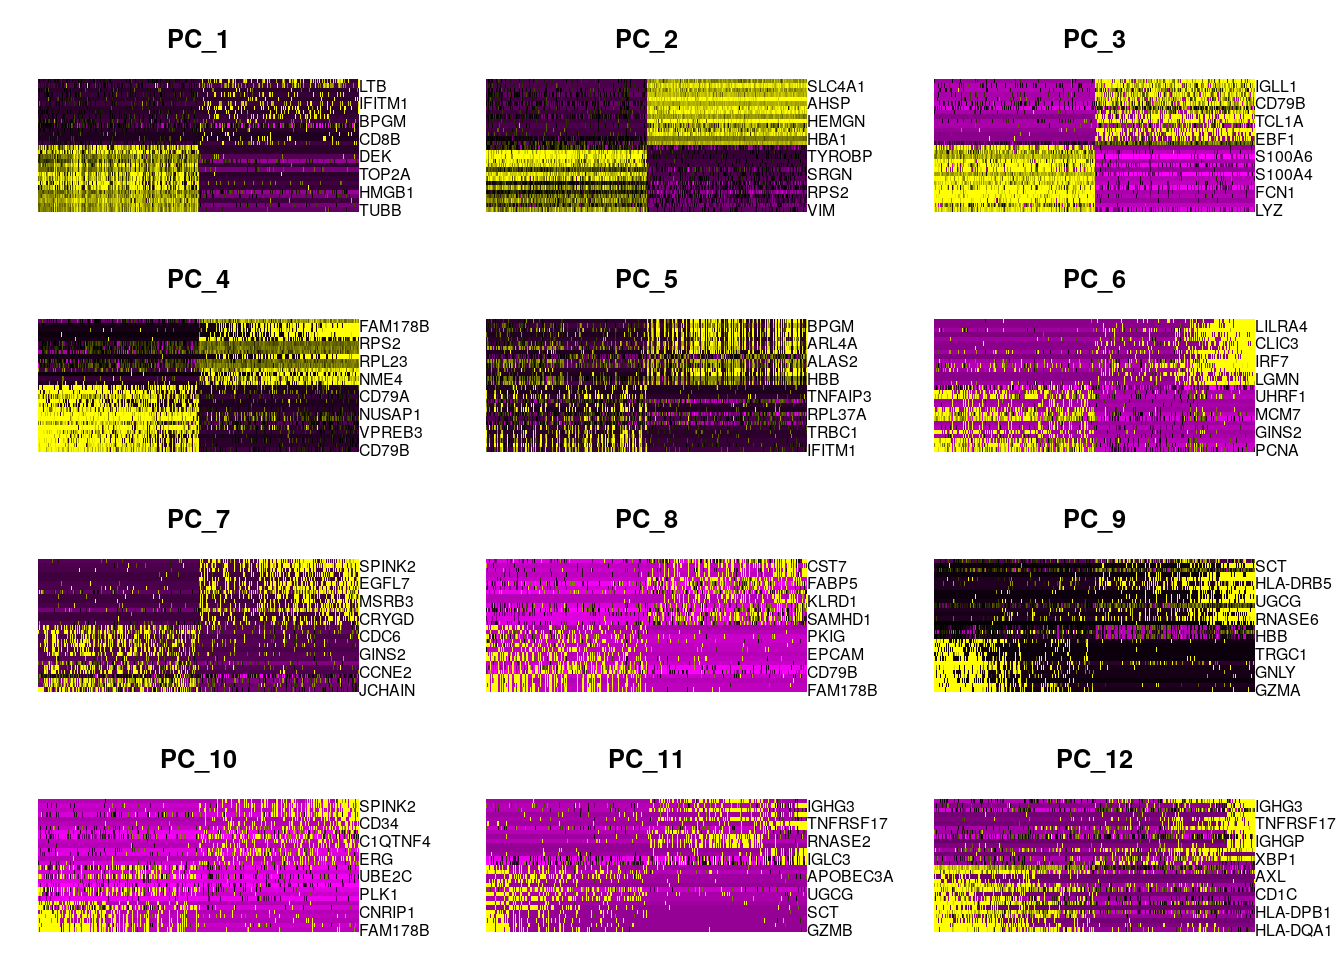 PC_1
LTB
IFITM1
BPGM
CD8B
DEK
TOP2A
HMGB1
TUBB
PC_2
SLC4A1
AHSP
HEMGN
HBA1
TYROBP
SRGN
RPS2
VIM
PC_3
IGLL1
CD79B
TCL1A
EBF1
S100A6
S100A4
FCN1
LYZ
PC_4
FAM178B
RPS2
RPL23
NME4
CD79A
NUSAP1
VPREB3
CD79B
PC_5
BPGM
ARL4A
ALAS2
HBB
TNFAIP3
RPL37A
TRBC1
IFITM1
PC_6
LILRA4
CLIC3
IRF7
LGMN
UHRF1
MCM7
GINS2
PCNA
PC_7
SPINK2
EGFL7
MSRB3
CRYGD
CDC6
GINS2
CCNE2
JCHAIN
PC_8
CST7
FABP5
KLRD1
SAMHD1
PKIG
EPCAM
CD79B
FAM178B
PC_9
SCT
HLA-DRB5
UGCG
RNASE6
HBB
TRGC1
GNLY
GZMA
PC_10
SPINK2
CD34
C1QTNF4
ERG
UBE2C
PLK1
CNRIP1
FAM178B
PC_11
IGHG3
TNFRSF17
RNASE2
IGLC3
APOBEC3A
UGCG
SCT
GZMB
PC_12
IGHG3
TNFRSF17
IGHGP
XBP1
AXL
CD1C
HLA-DPB1
HLA-DQA1